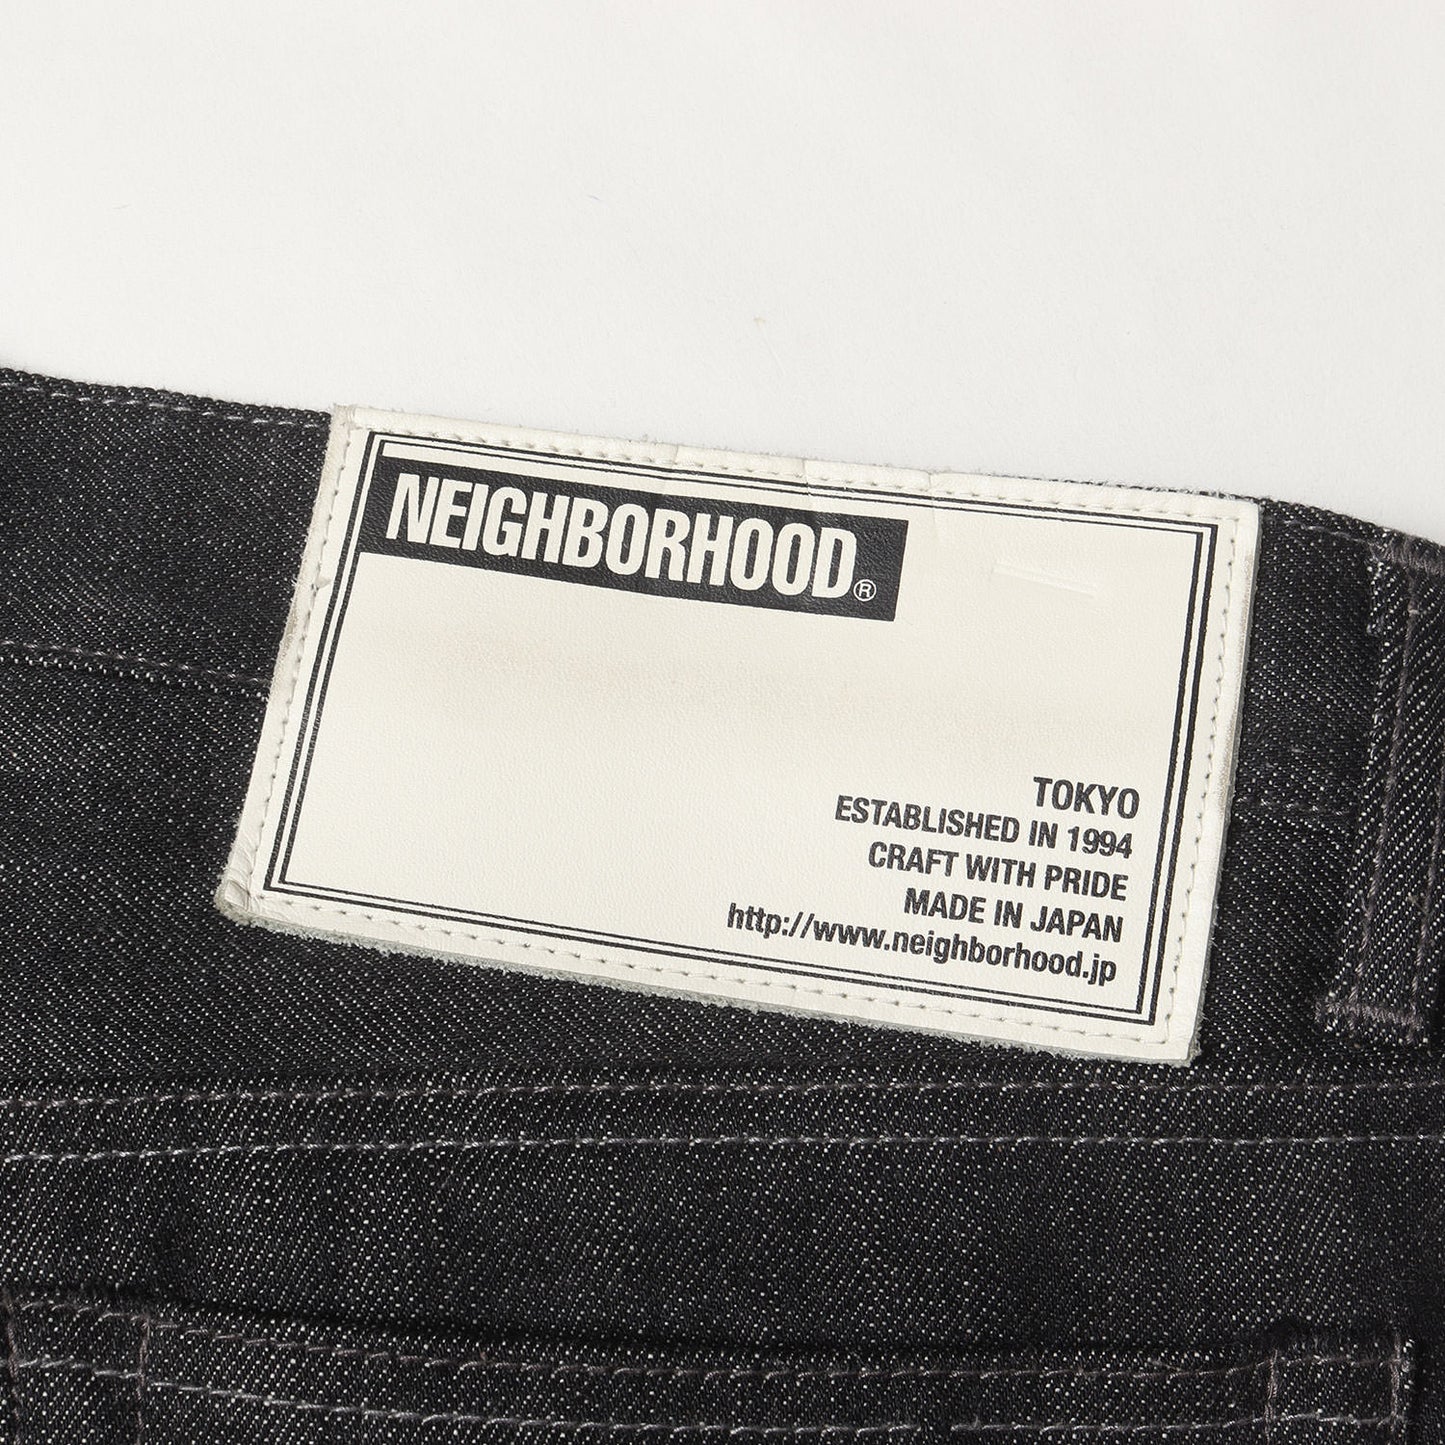 NEIGHBORHOOD®
TOKYO
ESTABLISHED IN 1994
CRAFT WITH PRIDE
MADE IN JAPAN
http://www.neighborhood.jp